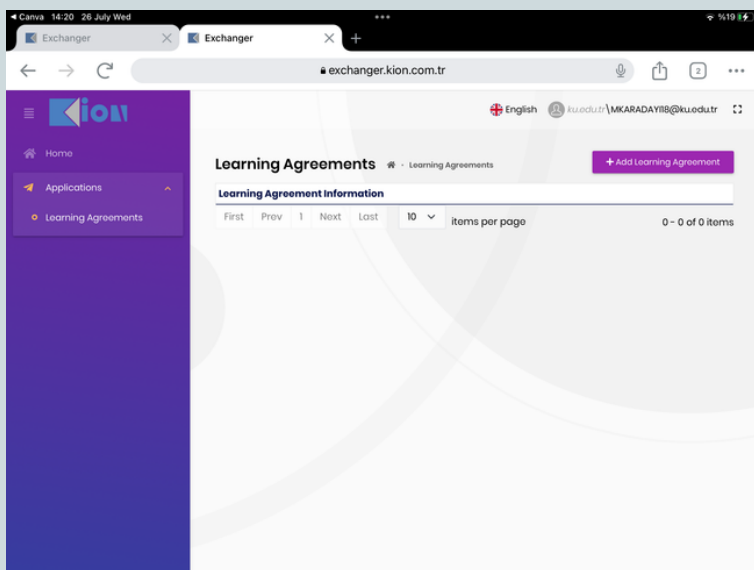 Canva 14:20 26 July Wed
%19
Exchanger
Exchanger
exchanger.kion.com.tr
2
Kion
English ku.edu.tr\MKARADAYI18@ku.edu.tr
Home
Applications
Learning Agreements
Learning Agreements - Learning Agreements
+ Add Learning Agreement
Learning Agreement Information
First Prev 1 Next Last 10 items per page 0 - 0 of 0 items